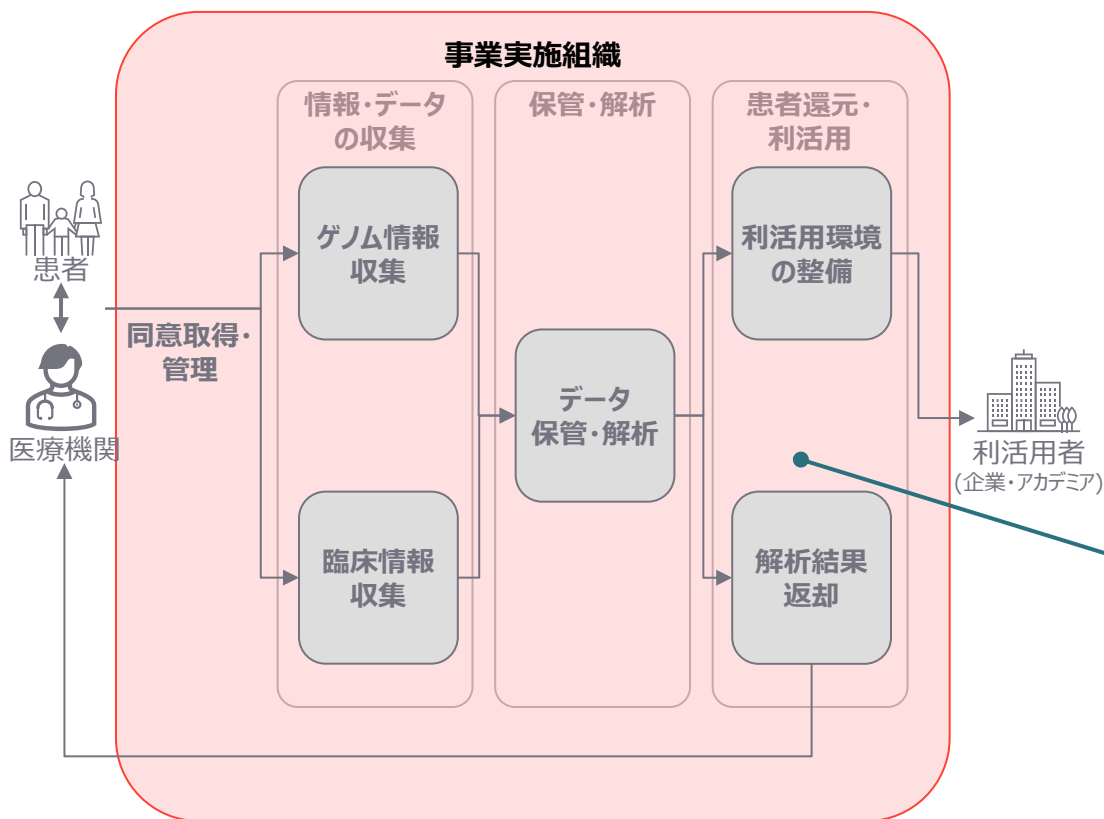 事業実施組織
情報・データ
の収集
保管・解析
患者還元・
利活用
ゲノム情報
収集
利活用環境
の整備
患者
同意取得・
管理
データ
保管・解析
医療機関
利活用者
(企業・アカデミア)
臨床情報
収集
解析結果
返却